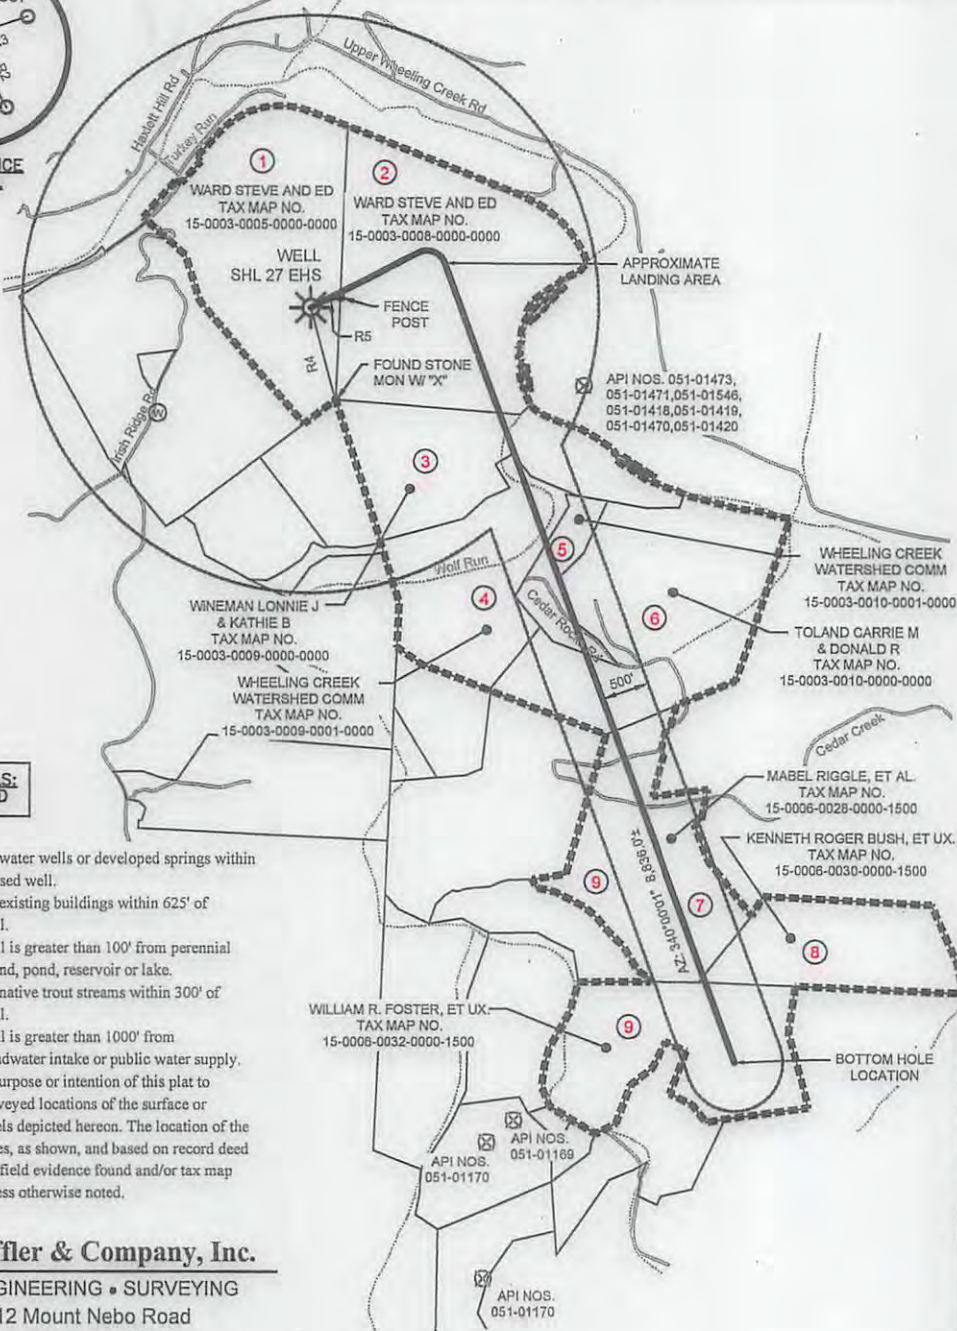 Upper Wheeling Creek Rd
Haxlett Hill Rd
Turkey Run
1
WARD STEVE AND ED
TAX MAP NO.
15-0003-0005-0000-0000
2
WARD STEVE AND ED
TAX MAP NO.
15-0003-0008-0000-0000
WELL
SHL 27 EHS
APPROXIMATE
LANDING AREA
FENCE
POST
R5
R4
FOUND STONE
MON W/ "X"
API NOS. 051-01473,
051-01471,051-01546,
051-01418,051-01419,
051-01470,051-01420
Irish Ridge Rd
W
3
5
Wolf Run
4
6
WHEELING CREEK
WATERSHED COMM
TAX MAP NO.
15-0003-0010-0001-0000
WINEMAN LONNIE J
& KATHIE B
TAX MAP NO.
15-0003-0009-0000-0000
TOLAND CARRIE M
& DONALD R
TAX MAP NO.
15-0003-0010-0000-0000
WHEELING CREEK
WATERSHED COMM
TAX MAP NO.
15-0003-0009-0001-0000
500'
Cedar Creek
MABEL RIGGLE, ET AL.
TAX MAP NO.
15-0006-0028-0000-1500
KENNETH ROGER BUSH, ET UX.
TAX MAP NO.
15-0006-0030-0000-1500
9
7
8
AZ- 340°00'01" 8,836.0'±
water wells or developed springs within
sed well.
existing buildings within 625' of
l.
l is greater than 100' from perennial
nd, pond, reservoir or lake.
native trout streams within 300' of
l.
l is greater than 1000' from
dwater intake or public water supply.
urpose or intention of this plat to
veyed locations of the surface or
els depicted hereon. The location of the
es, as shown, and based on record deed
field evidence found and/or tax map
ess otherwise noted.
WILLIAM R. FOSTER, ET UX.
TAX MAP NO.
15-0006-0032-0000-1500
9
BOTTOM HOLE
LOCATION
API NOS.
051-01169
API NOS.
051-01170
API NOS.
051-01170
ffler & Company, Inc.
GINEERING • SURVEYING
12 Mount Nebo Road